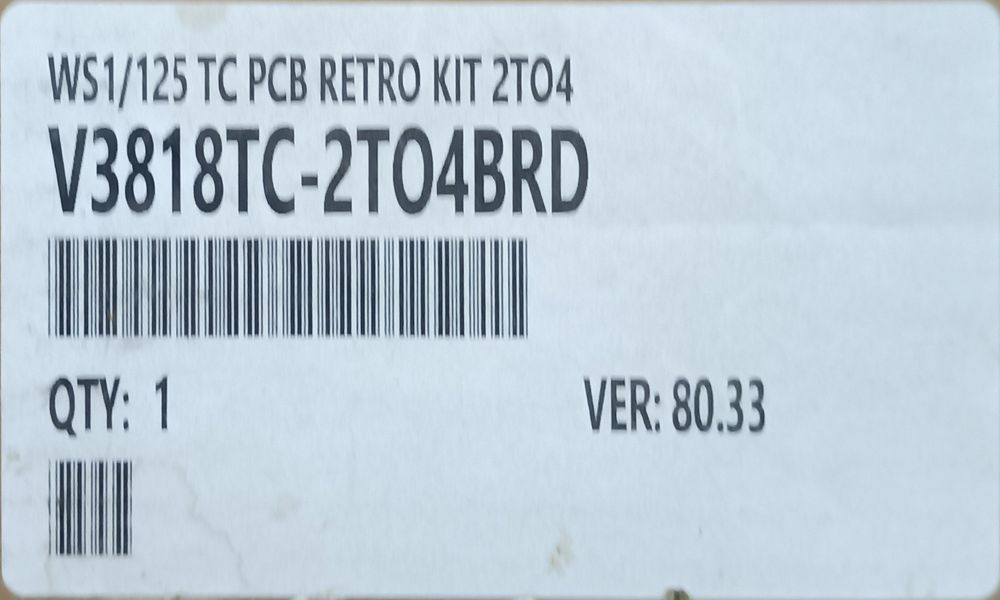 WS1/125 TC PCB RETRO KIT 2TO4
V3818TC-2TO4BRD
QTY: 1
VER: 80.33